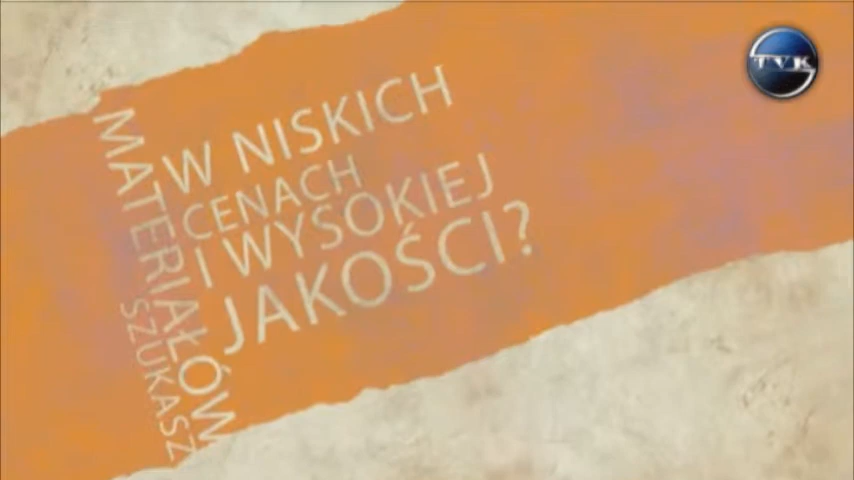 SZUKASZ
MATERIAŁÓW
W NISKICH
CENACH
I WYSOKIEJ
JAKOŚCI?
TVK